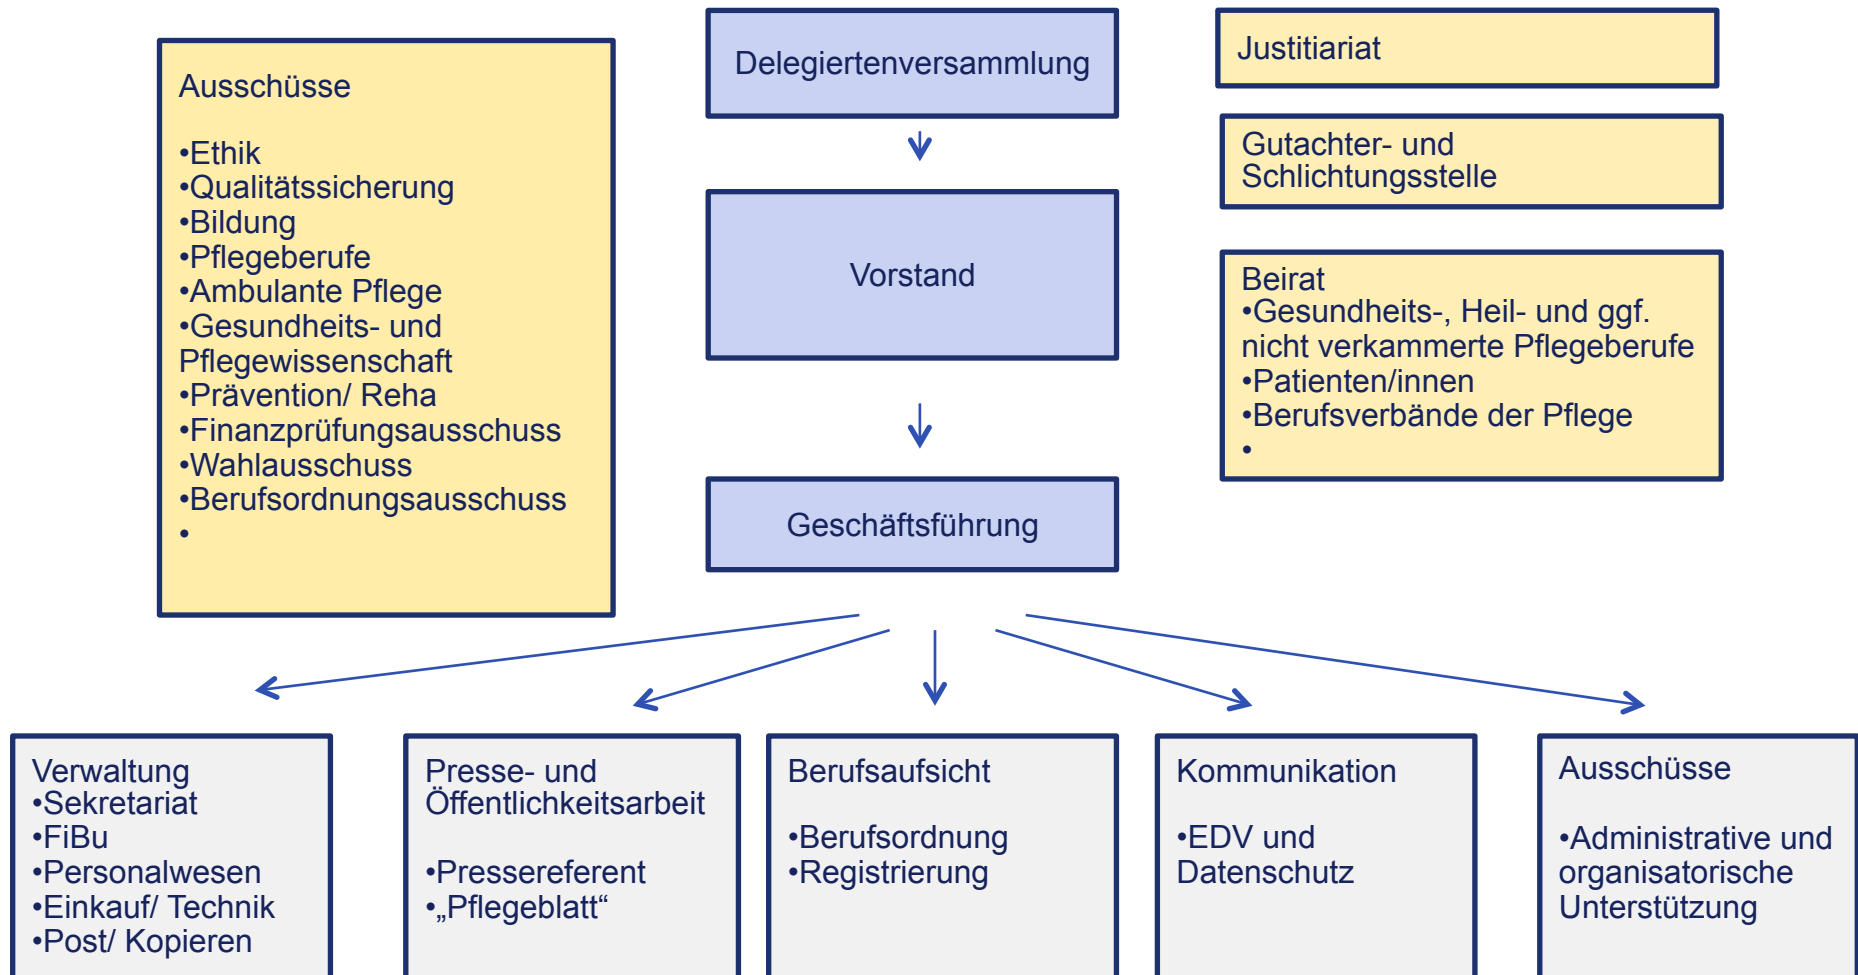 Ausschüsse
•Ethik
•Qualitätssicherung
•Bildung
•Pflegeberufe
•Ambulante Pflege
•Gesundheits- und
Pflegewissenschaft
•Prävention/ Reha
•Finanzprüfungsausschuss
•Wahlausschuss
•Berufsordnungsausschuss
•
Delegiertenversammlung
Vorstand
Geschäftsführung
Justitiariat
Gutachter- und
Schlichtungsstelle
Beirat
•Gesundheits-, Heil- und ggf.
nicht verkammerte Pflegeberufe
•Patienten/innen
•Berufsverbände der Pflege
•
Verwaltung
•Sekretariat
•FiBu
•Personalwesen
•Einkauf/ Technik
•Post/ Kopieren
Presse- und
Öffentlichkeitsarbeit
•Pressereferent
•„Pflegeblatt“
Berufsaufsicht
•Berufsordnung
•Registrierung
Kommunikation
•EDV und
Datenschutz
Ausschüsse
•Administrative und
organisatorische
Unterstützung